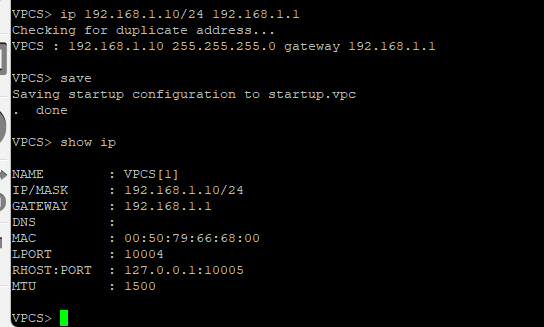 VPCS> ip 192.168.1.10/24 192.168.1.1
Checking for duplicate address...
VPCS : 192.168.1.10 255.255.255.0 gateway 192.168.1.1
VPCS> save
Saving startup configuration to startup.vpc
.  done
VPCS> show ip
NAME        : VPCS[1]
IP/MASK     : 192.168.1.10/24
GATEWAY     : 192.168.1.1
DNS         :
MAC         : 00:50:79:66:68:00
LPORT       : 10004
RHOST:PORT  : 127.0.0.1:10005
MTU         : 1500
VPCS>